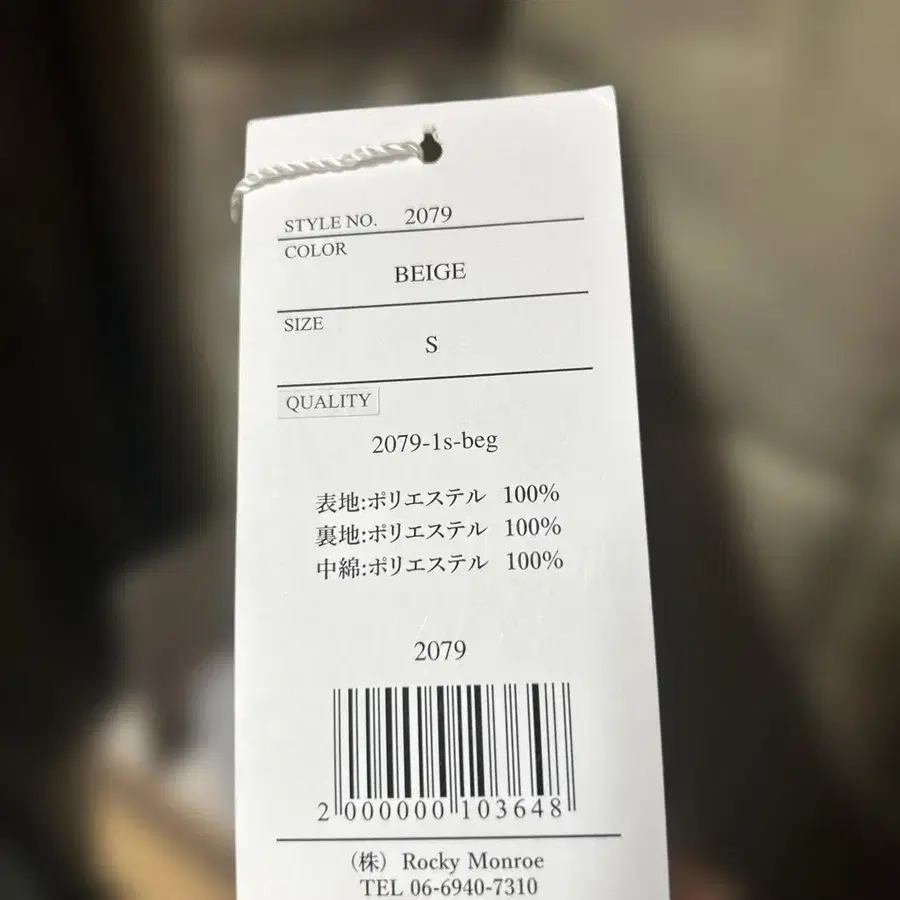 STYLE NO. 2079
COLOR
BEIGE
SIZE
S
QUALITY
2079-1s-beg
表地:ポリエステル 100%
裏地:ポリエステル 100%
中綿:ポリエステル 100%
2079
2 000000 103648
(株) Rocky Monroe
TEL 06-6940-7310